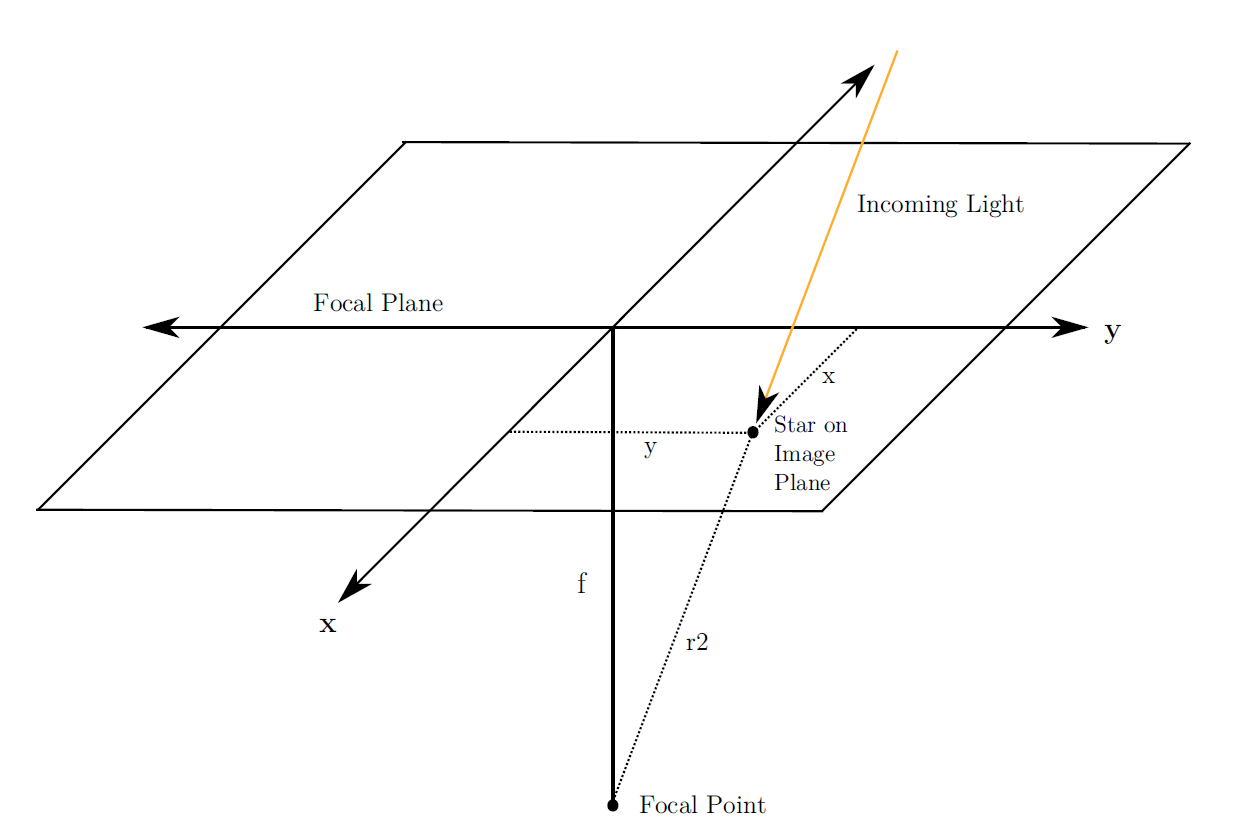 Incoming Light
Focal Plane
y
x
Star on
Image
Plane
y
f
x
r2
Focal Point